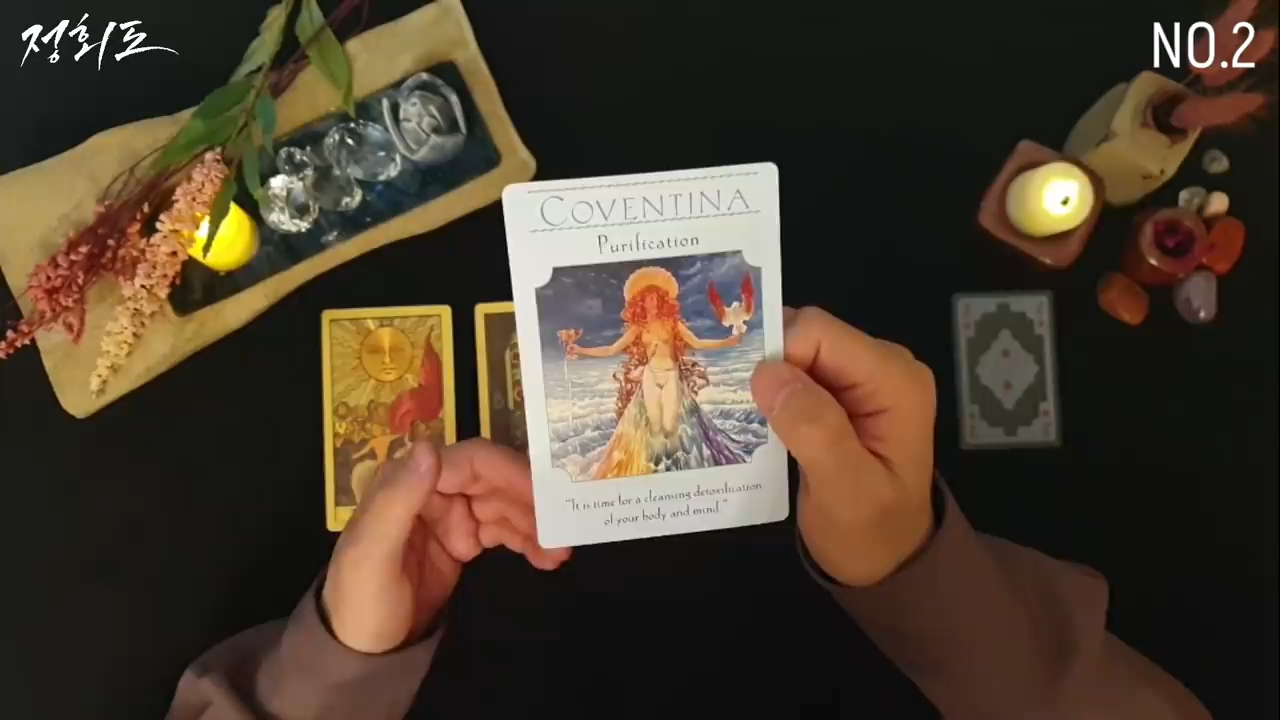 정회도
NO.2
COVENTINA
Purification
"It is time for a cleansing detoxification
of your body and mind."